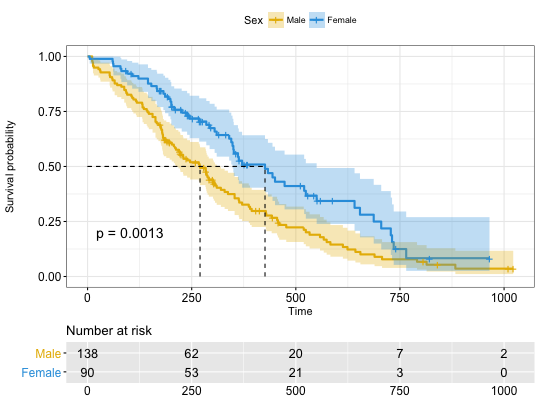 Sex Male Female
Survival probability
1.00
0.75
0.50
0.25
0.00
p = 0.0013
0 250 500 750 1000
Time
Number at risk
Male 138 62 20 7 2
Female 90 53 21 3 0
0 250 500 750 1000